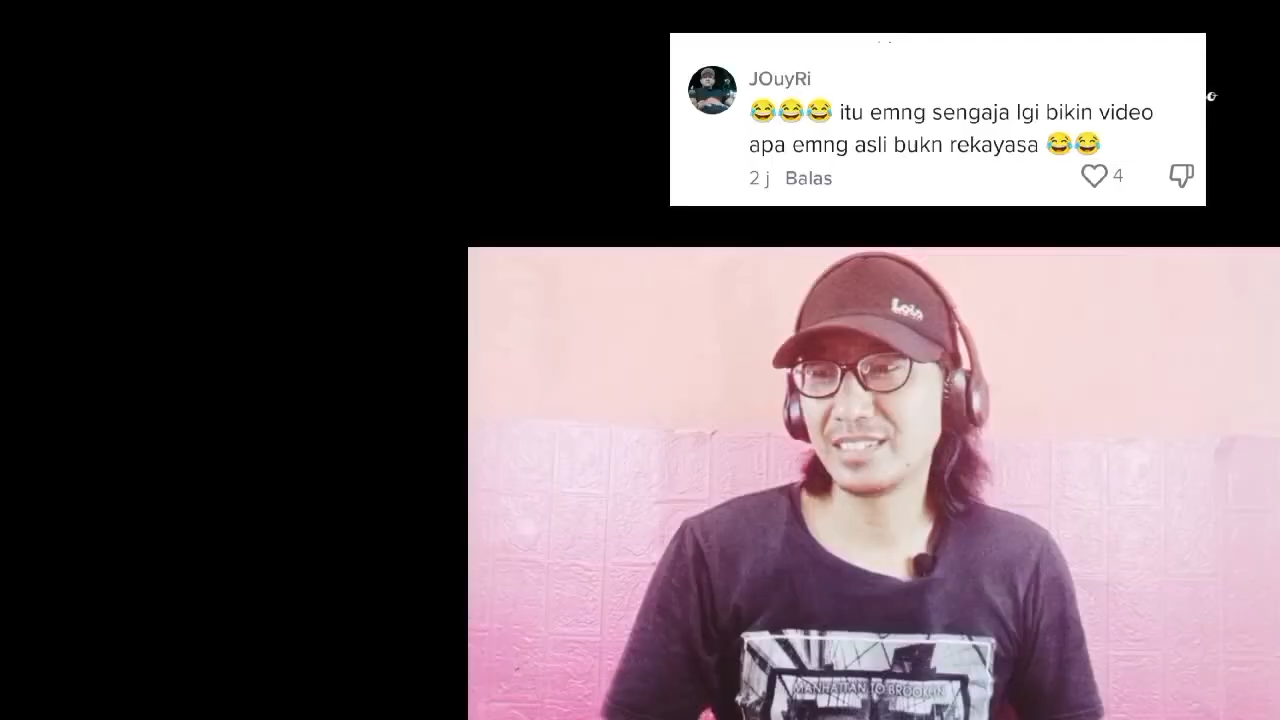 JOuyRi
😂😂😂 itu emng sengaja lgi bikin video
apa emng asli bukn rekayasa 😂😂
2 j Balas
4
Lois
MANHATTAN TO BROOKLYN